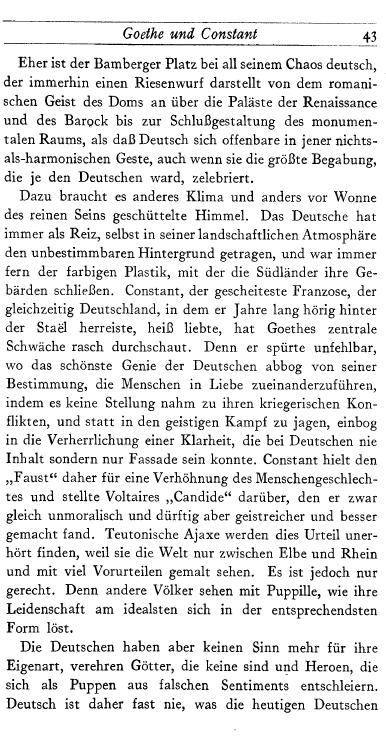 Goethe und Constant 43
Eher ist der Bamberger Platz bei all seinem Chaos deutsch,
der immerhin einen Riesenwurf darstellt von dem romani-
schen Geist des Doms an über die Paläste der Renaissance
und des Barock bis zur Schlußgestaltung des monumen-
talen Raums, als daß Deutsch sich offenbare in jener nichts-
als-harmonischen Geste, auch wenn sie die größte Begabung,
die je den Deutschen ward, zelebriert.
Dazu braucht es anderes Klima und anders vor Wonne
des reinen Seins geschüttelte Himmel. Das Deutsche hat
immer als Reiz, selbst in seiner landschaftlichen Atmosphäre
den unbestimmbaren Hintergrund getragen, und war immer
fern der farbigen Plastik, mit der die Südländer ihre Ge-
bärden schließen. Constant, der gescheiteste Franzose, der
gleichzeitig Deutschland, in dem er Jahre lang hörig hinter
der Staël herreiste, heiß liebte, hat Goethes zentrale
Schwäche rasch durchschaut. Denn er spürte unfehlbar,
wo das schönste Genie der Deutschen abbog von seiner
Bestimmung, die Menschen in Liebe zueinanderzuführen,
indem es keine Stellung nahm zu ihren kriegerischen Kon-
flikten, und statt in den geistigen Kampf zu jagen, einbog
in die Verherrlichung einer Klarheit, die bei Deutschen nie
Inhalt sondern nur Fassade sein konnte. Constant hielt den
„Faust“ daher für eine Verhöhnung des Menschengeschlech-
tes und stellte Voltaires „Candide“ darüber, den er zwar
gleich unmoralisch und dürftig aber geistreicher und besser
gemacht fand. Teutonische Ajaxe werden dies Urteil uner-
hört finden, weil sie die Welt nur zwischen Elbe und Rhein
und mit viel Vorurteilen gemalt sehen. Es ist jedoch nur
gerecht. Denn andere Völker sehen mit Puppille, wie ihre
Leidenschaft am idealsten sich in der entsprechendsten
Form löst.
Die Deutschen haben aber keinen Sinn mehr für ihre
Eigenart, verehren Götter, die keine sind und Heroen, die
sich als Puppen aus falschen Sentiments entschleiern.
Deutsch ist daher fast nie, was die heutigen Deutschen